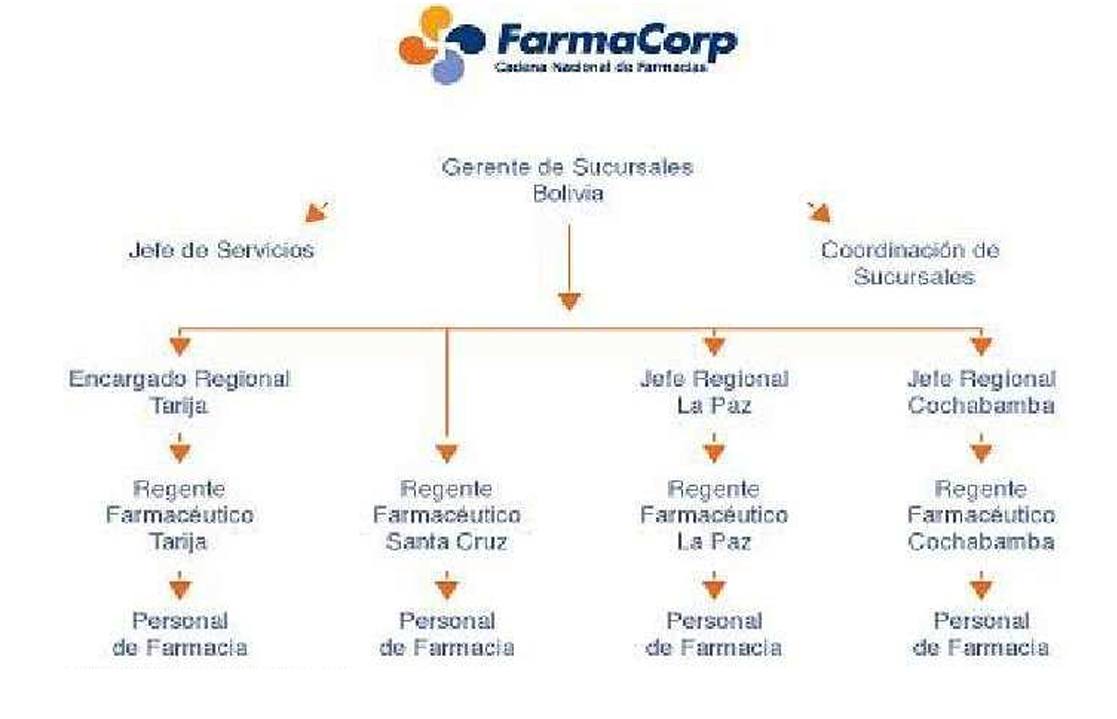 FarmaCorp
Cadena Nacional de Farmacias
Gerente de Sucursales
Bolivia
Jefe de Servicios
Coordinación de
Sucursales
Encargado Regional
Tarija
Jefe Regional
La Paz
Jefe Regional
Cochabamba
Regente
Farmacéutico
Tarija
Regente
Farmacéutico
Santa Cruz
Regente
Farmacéutico
La Paz
Regente
Farmacéutico
Cochabamba
Personal
de Farmacia
Personal
de Farmacia
Personal
de Farmacia
Personal
de Farmacia